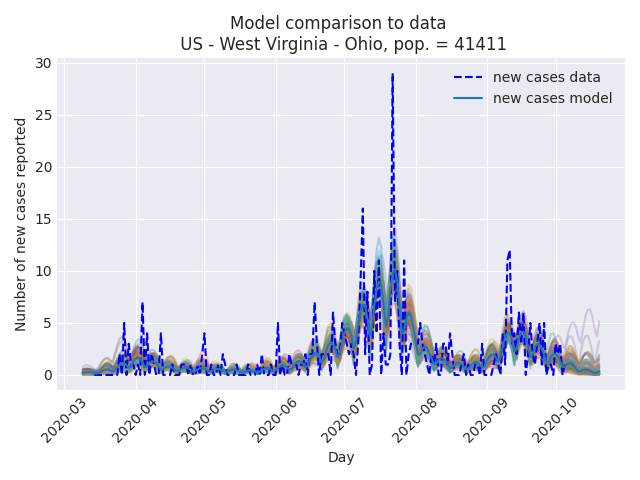 Model comparison to data
US - West Virginia - Ohio, pop. = 41411
new cases data
new cases model
Number of new cases reported
30
25
20
15
10
5
0
2020-03
2020-04
2020-05
2020-06
2020-07
2020-08
2020-09
2020-10
Day